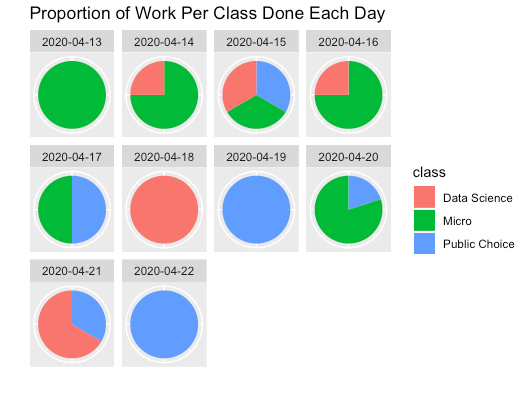 Proportion of Work Per Class Done Each Day
2020-04-13 2020-04-14 2020-04-15 2020-04-16
2020-04-17 2020-04-18 2020-04-19 2020-04-20
class
Data Science
Micro
Public Choice
2020-04-21 2020-04-22